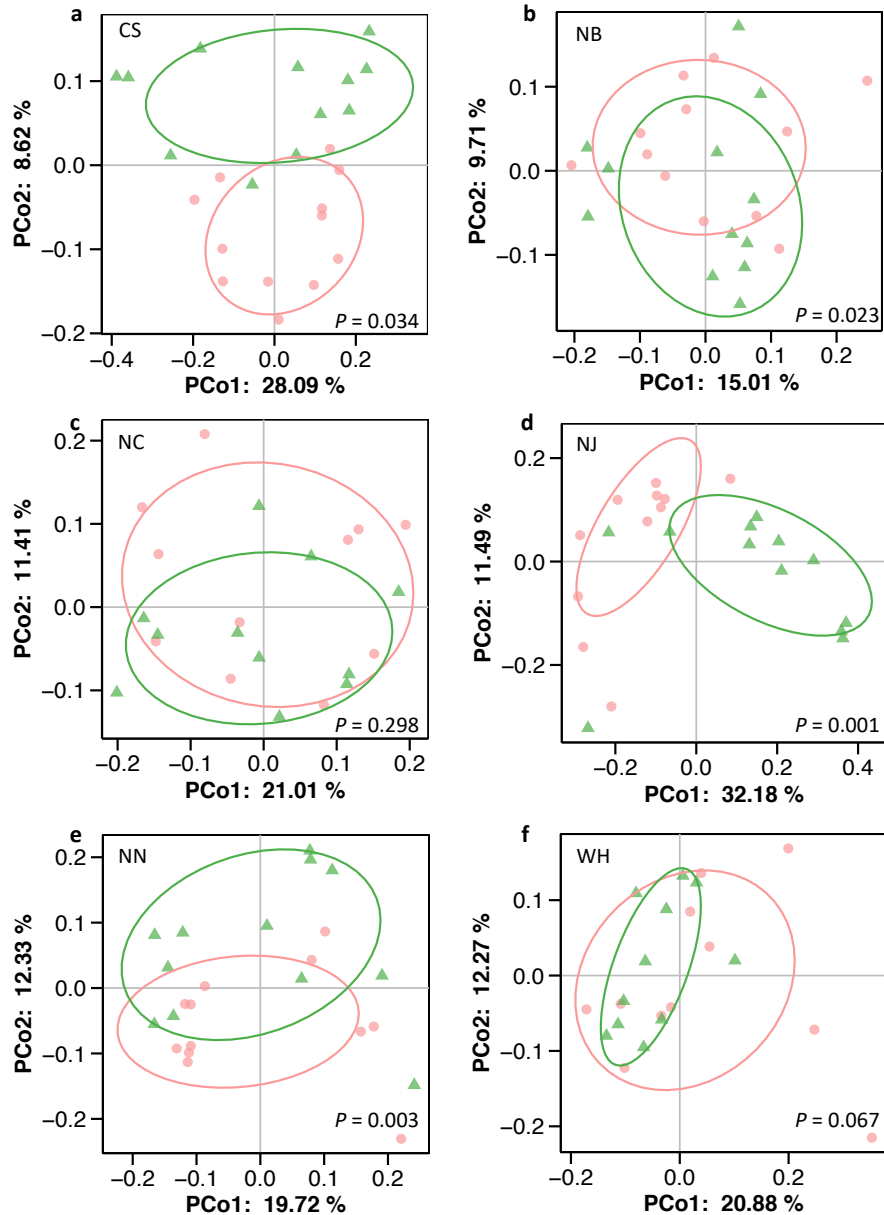 a CS
0.1
0.0
−0.1
−0.2
PCo2: 8.62 %
P = 0.034
−0.4 −0.2 0.0 0.2
PCo1: 28.09 %
b NB
0.1
0.0
−0.1
PCo2: 9.71 %
P = 0.023
−0.2 −0.1 0.0 0.1 0.2
PCo1: 15.01 %
c NC
0.2
0.1
0.0
−0.1
PCo2: 11.41 %
P = 0.298
−0.2 −0.1 0.0 0.1 0.2
PCo1: 21.01 %
d NJ
0.2
0.0
−0.2
PCo2: 11.49 %
P = 0.001
−0.2 0.0 0.2 0.4
PCo1: 32.18 %
e NN
0.2
0.1
0.0
−0.1
−0.2
PCo2: 12.33 %
P = 0.003
−0.2 −0.1 0.0 0.1 0.2
PCo1: 19.72 %
f WH
0.1
0.0
−0.1
−0.2
PCo2: 12.27 %
P = 0.067
−0.2 0.0 0.2
PCo1: 20.88 %